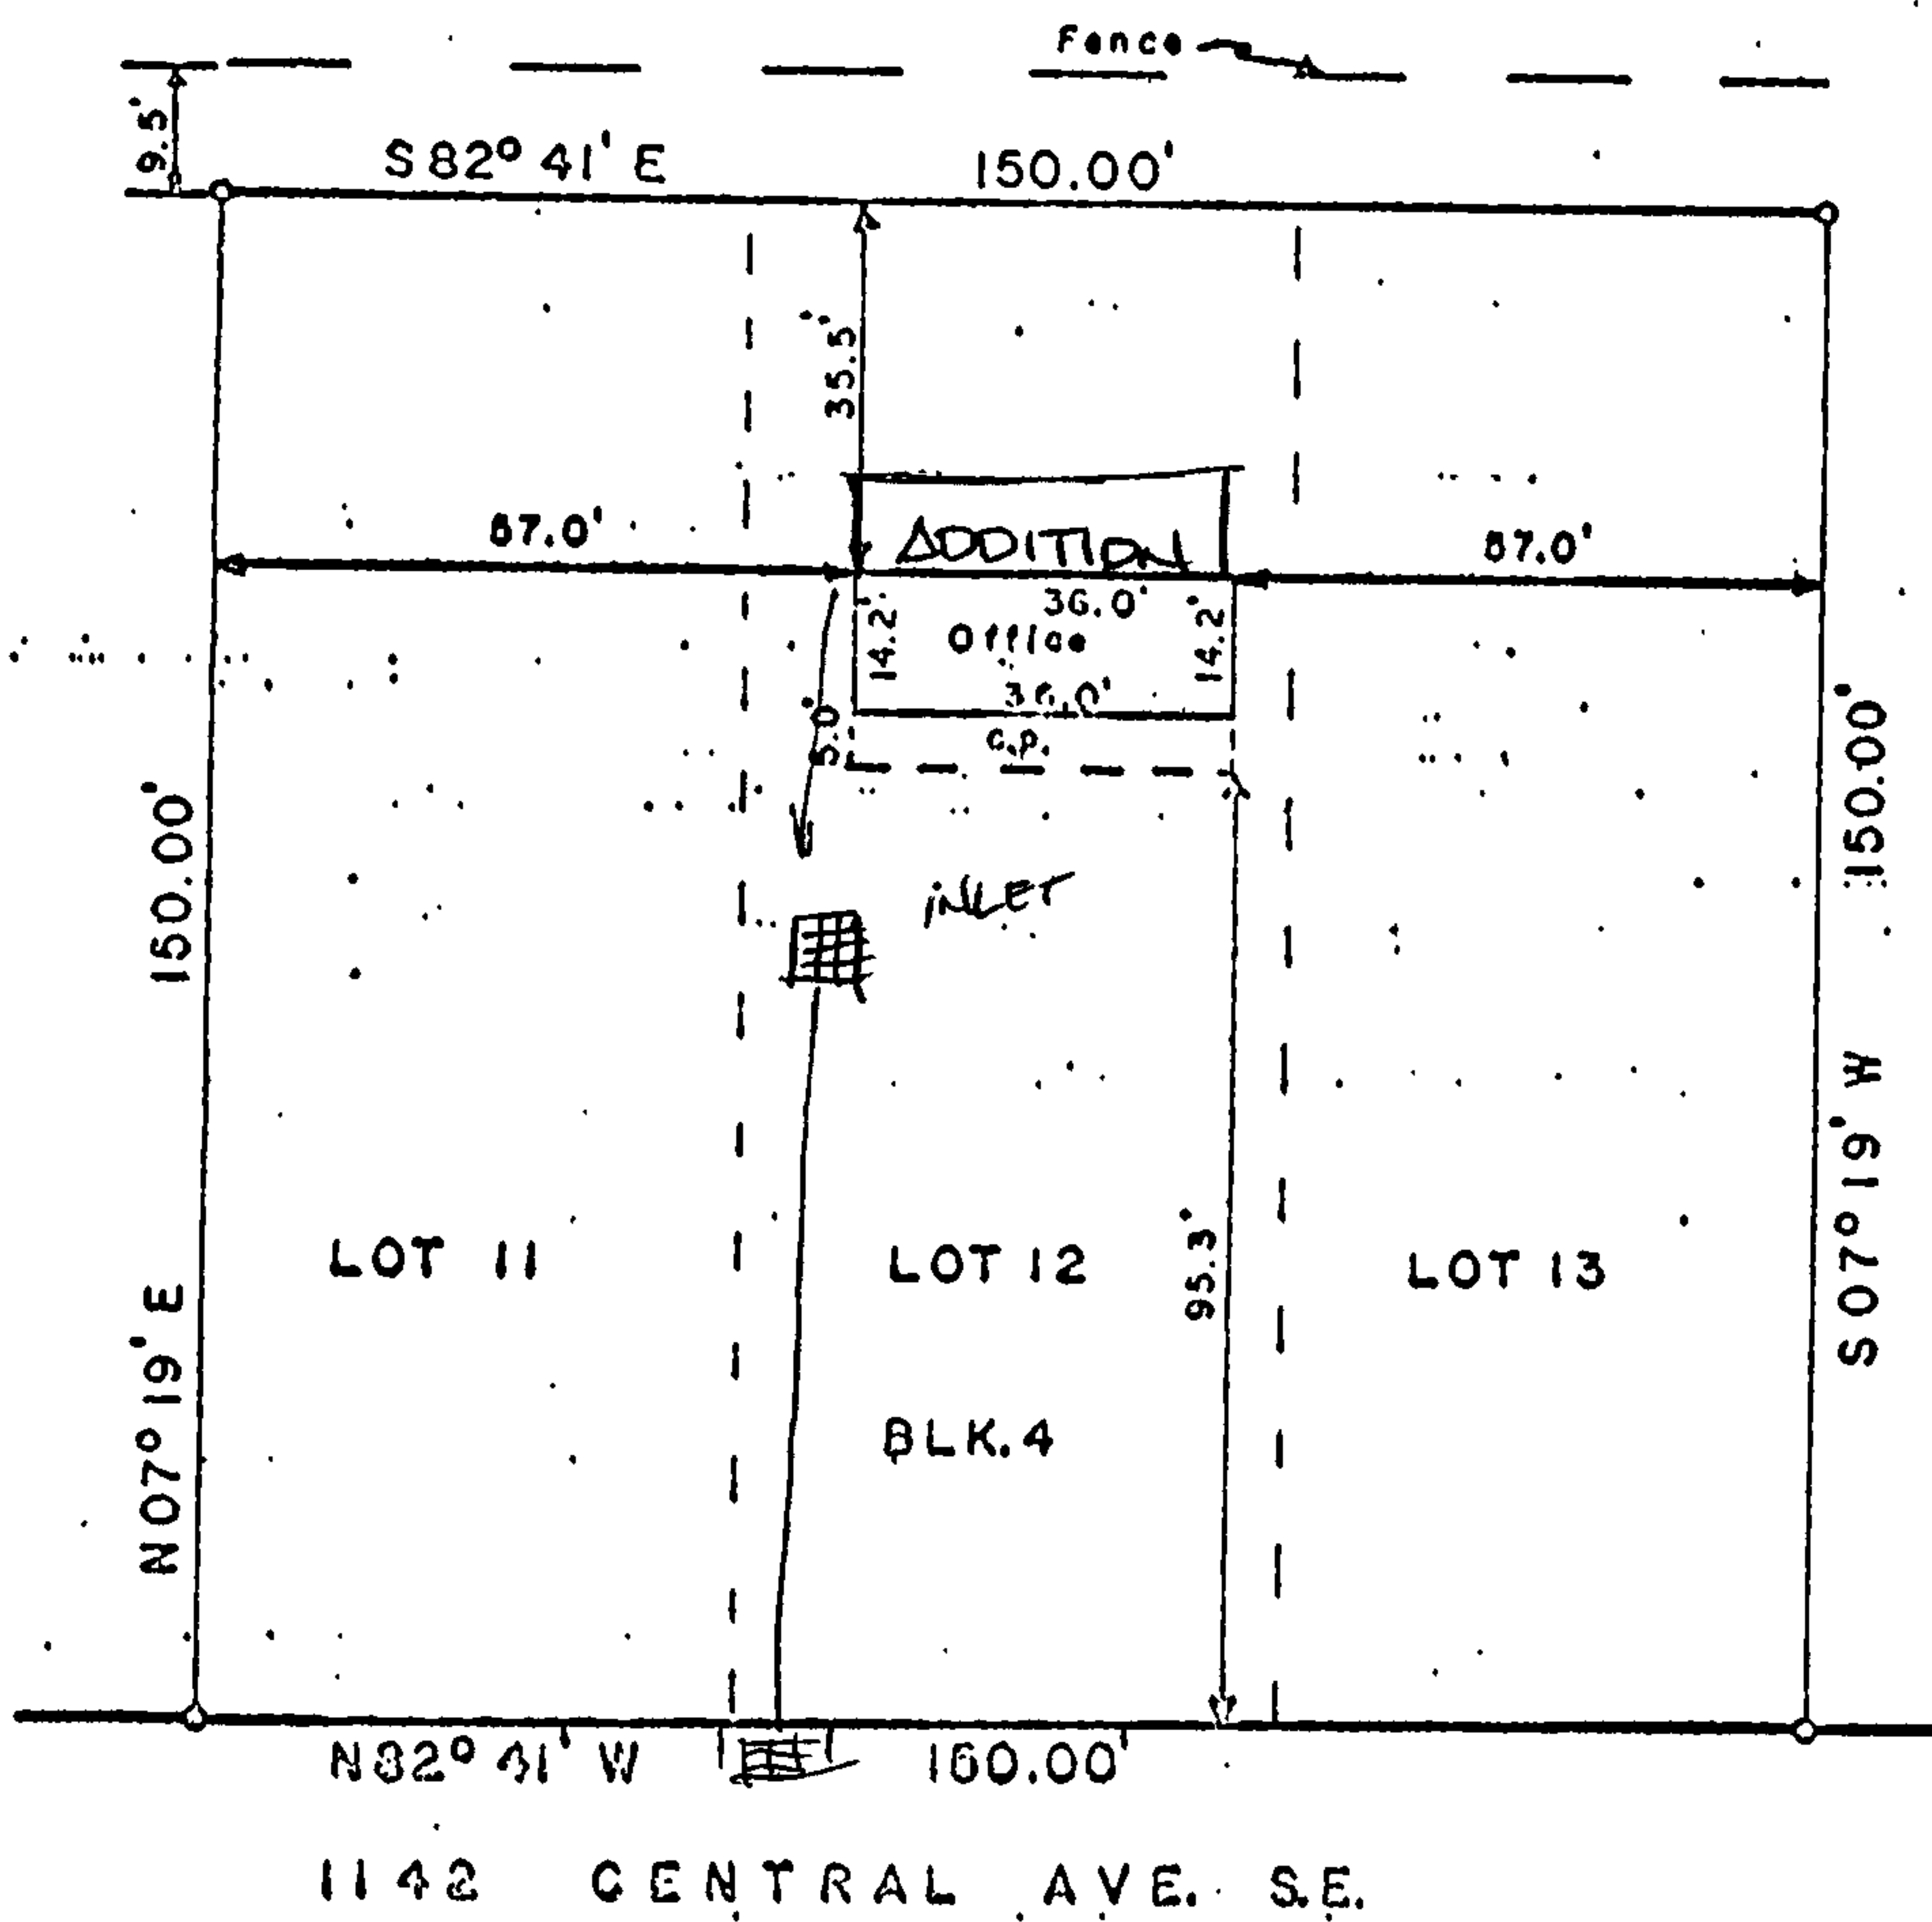 Fence
9.5'
S 82° 41' E 150.00'
35.5'
57.0'
ADDITION
57.0'
36.0'
14.2'
Office
14.2'
36.0'
5.0'
C.P.
inlet
150.00'
N 07° 19' E
150.00'
S 07° 19' W
95.3'
LOT 11
LOT 12
LOT 13
BLK. 4
N 82° 41' W 150.00'
1142 CENTRAL AVE. S.E.